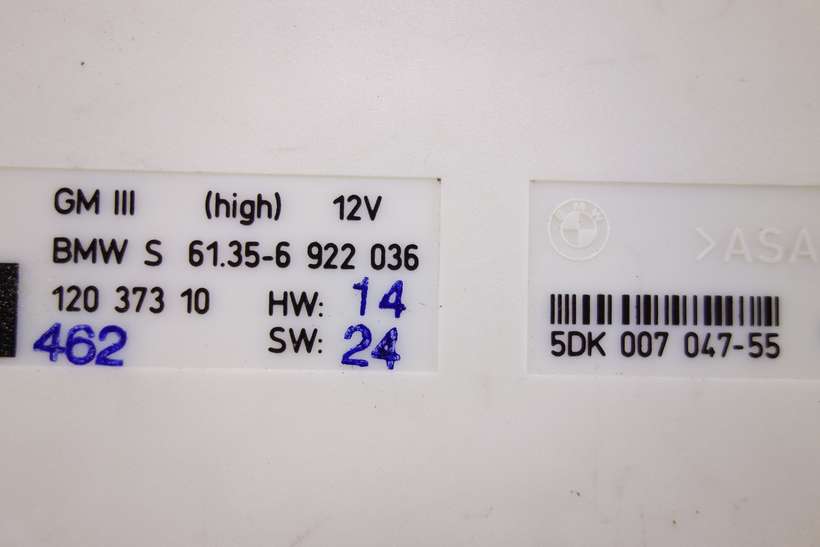 GM III (high) 12V
BMW S 61.35-6 922 036
120 373 10 HW: 14
462 SW: 24
BMW
>ASA
5DK 007 047-55